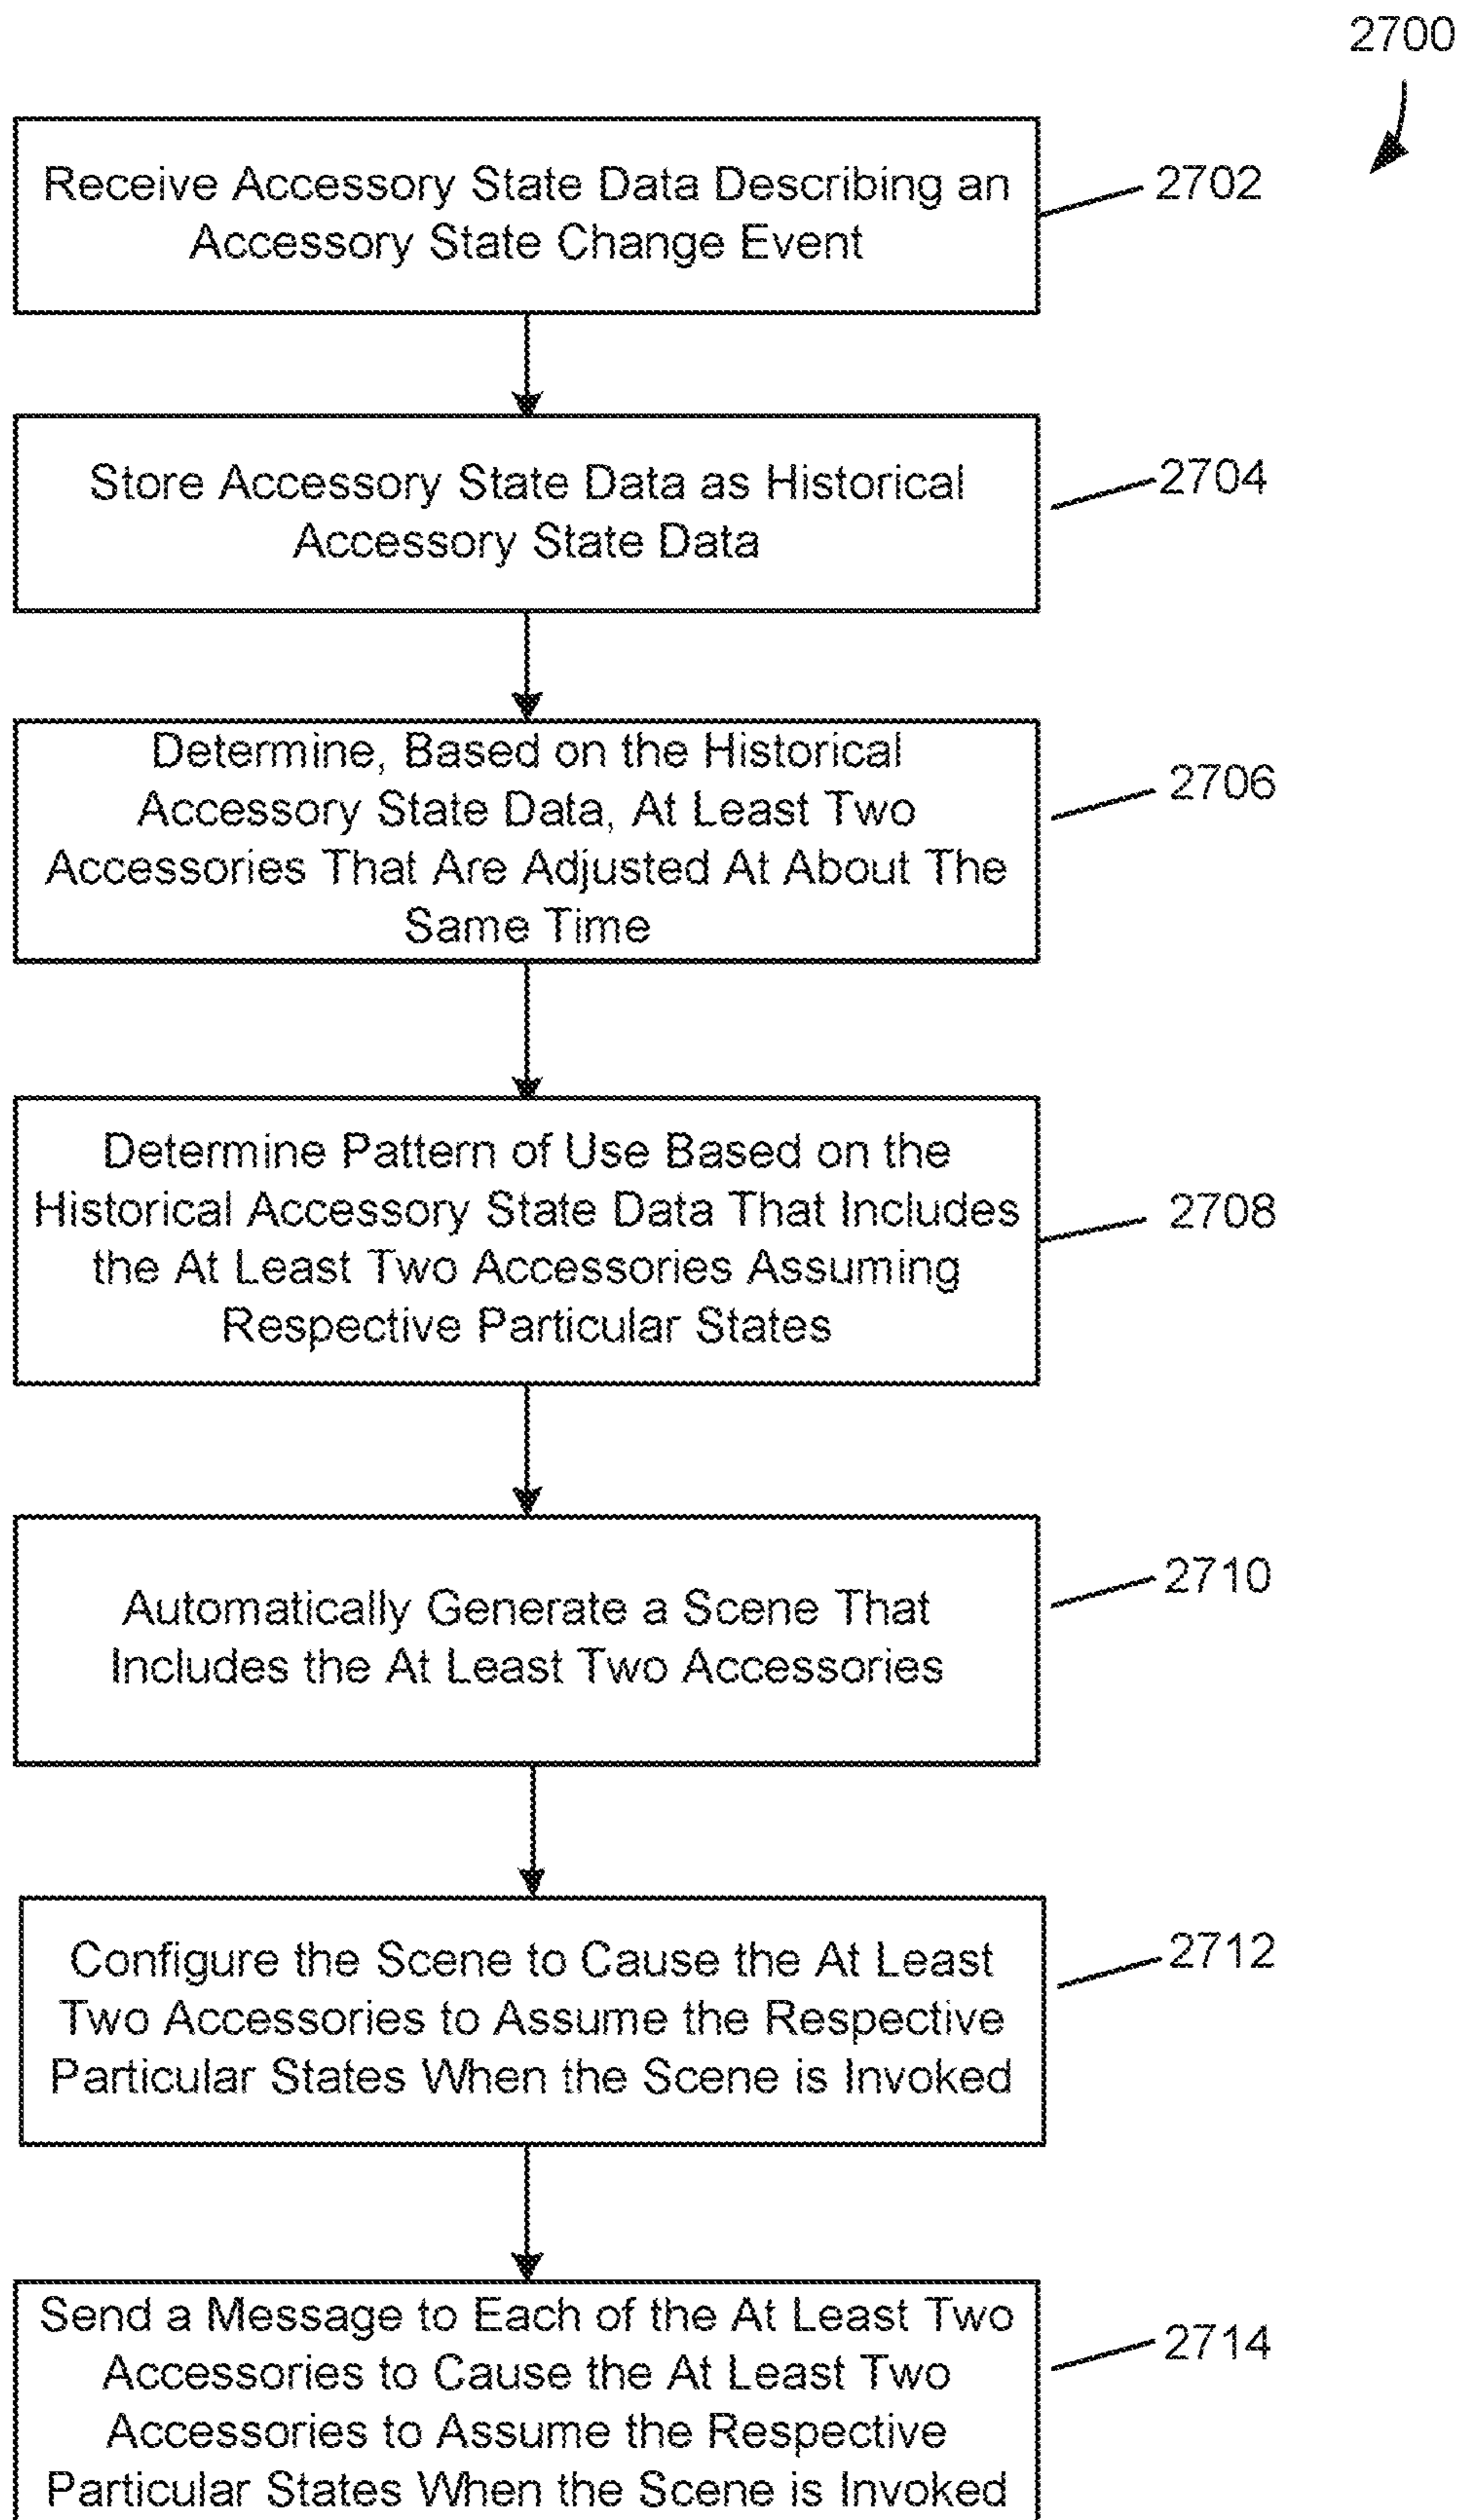 2700
Receive Accessory State Data Describing an
Accessory State Change Event
2702
Store Accessory State Data as Historical
Accessory State Data
2704
Determine, Based on the Historical
Accessory State Data, At Least Two
Accessories That Are Adjusted At About The
Same Time
2706
Determine Pattern of Use Based on the
Historical Accessory State Data That Includes
the At Least Two Accessories Assuming
Respective Particular States
2708
Automatically Generate a Scene That
Includes the At Least Two Accessories
2710
Configure the Scene to Cause the At Least
Two Accessories to Assume the Respective
Particular States When the Scene is Invoked
2712
Send a Message to Each of the At Least Two
Accessories to Cause the At Least Two
Accessories to Assume the Respective
Particular States When the Scene is Invoked
2714